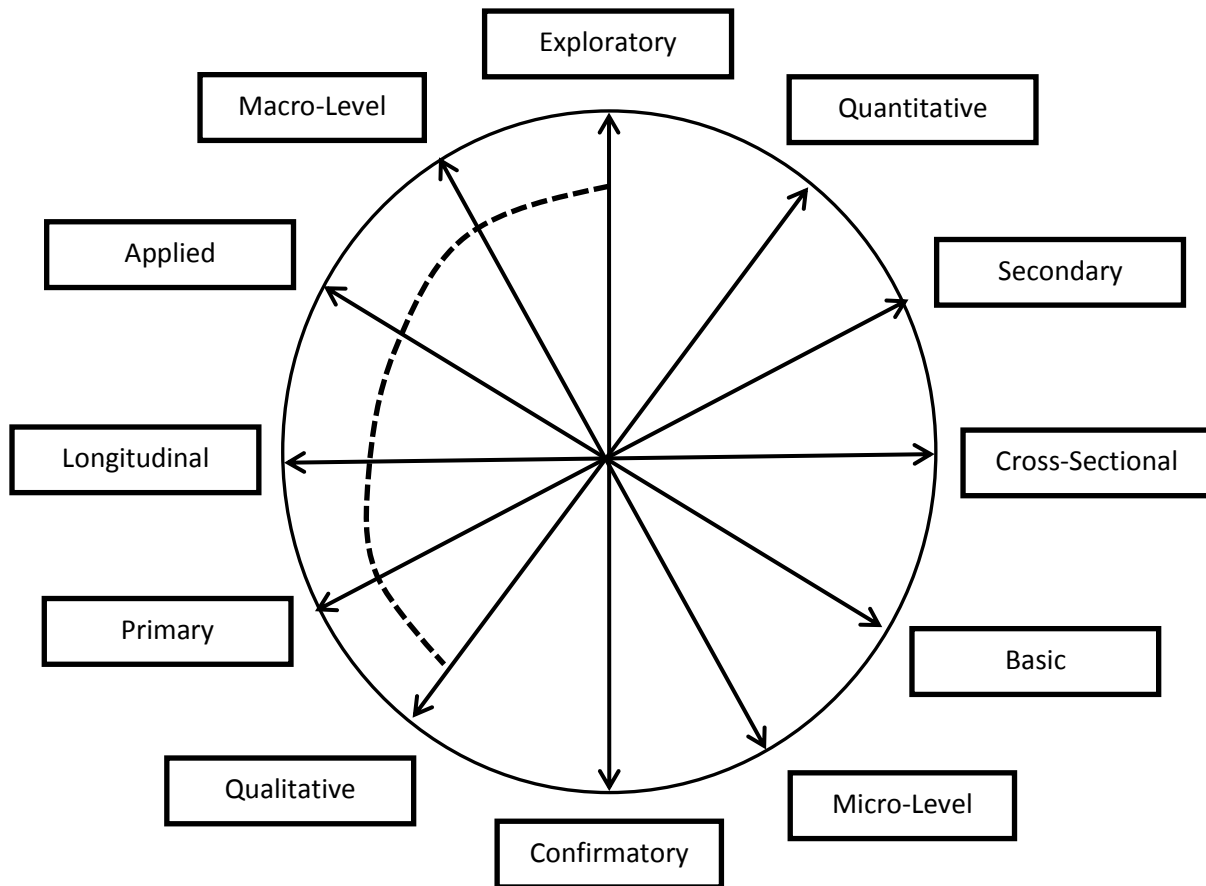 Exploratory
Macro-Level
Quantitative
Applied
Secondary
Longitudinal
Cross-Sectional
Primary
Basic
Qualitative
Micro-Level
Confirmatory